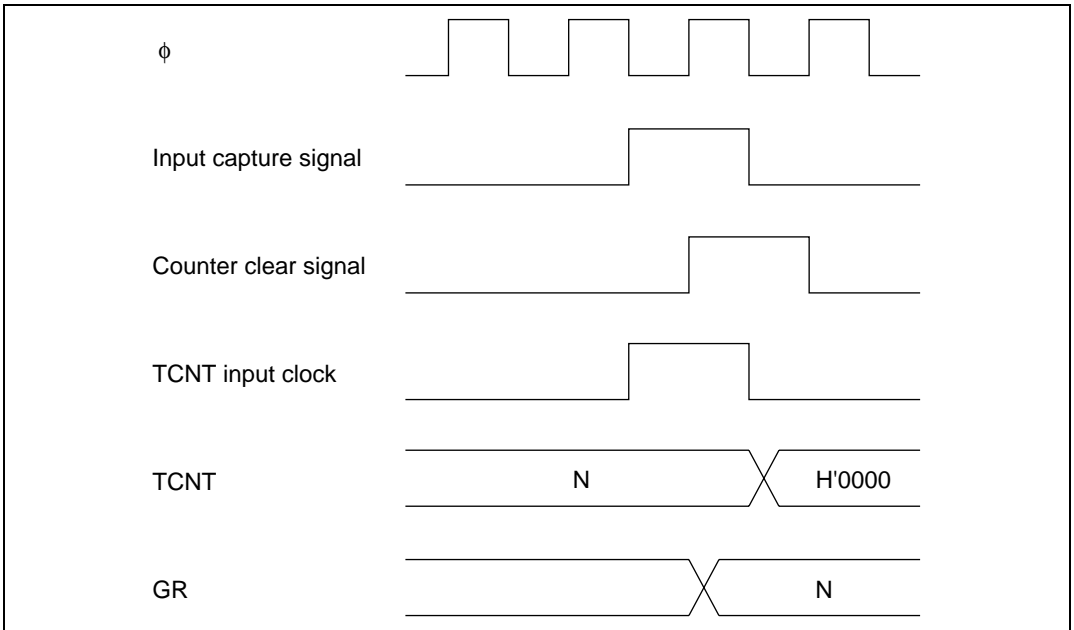 ϕ
Input capture signal
Counter clear signal
TCNT input clock
TCNT N H'0000
GR N